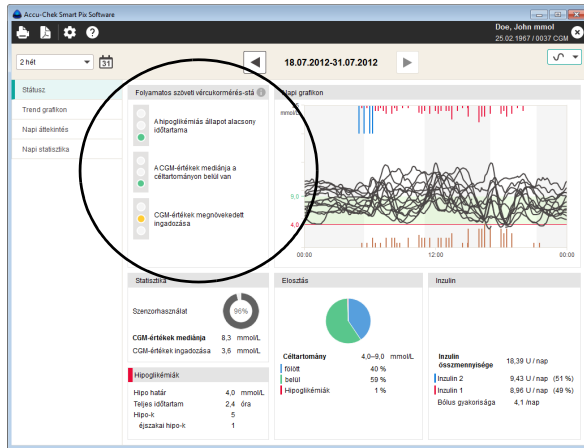 Accu-Chek Smart Pix Software
Doe, John mmol
25.02.1967 / 0037 CGM
2 hét
31
18.07.2012-31.07.2012
Státusz
Trend grafikon
Napi áttekintés
Napi statisztika
Folyamatos szöveti vércukormérés-stá
A hipoglikémiás állapot alacsony
időtartama
A CGM-értékek mediánja a
céltartományon belül van
CGM-értékek megnövekedett
ingadozása
Napi grafikon
mmol/L
9,0
4,0
00:00
12:00
00:00
Statisztika
Szenzorhasználat
96%
CGM-értékek mediánja 8,3 mmol/L
CGM-értékek ingadozása 3,6 mmol/L
Hipoglikémiák
Hipo határ 4,0 mmol/L
Teljes időtartam 2,4 óra
Hipo-k 5
éjszakai hipo-k 1
Elosztás
Céltartomány 4,0–9,0 mmol/L
fölött 40 %
belül 59 %
Hipoglikémiák 1 %
Inzulin
Inzulin
összmennyisége 18,39 U / nap
Inzulin 2 9,43 U / nap (51 %)
Inzulin 1 8,96 U / nap (49 %)
Bólus gyakorisága 4,1 /nap